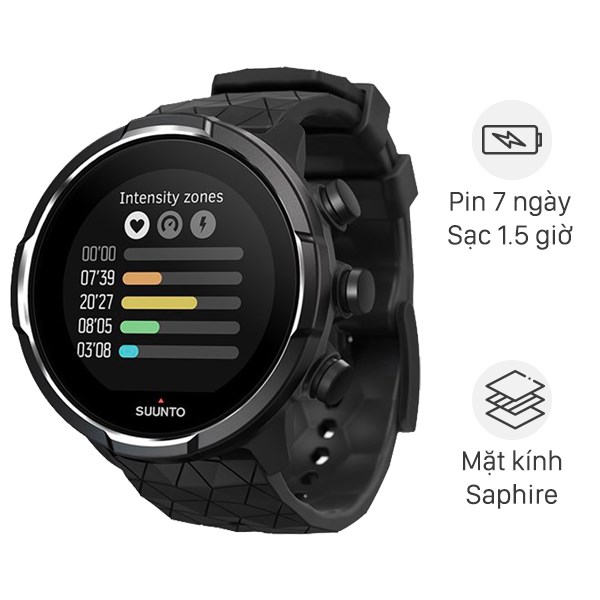 Intensity zones
00'00
07'39
20'27
08'05
03'08
SUUNTO
Pin 7 ngày
Sạc 1.5 giờ
Mặt kính
Saphire